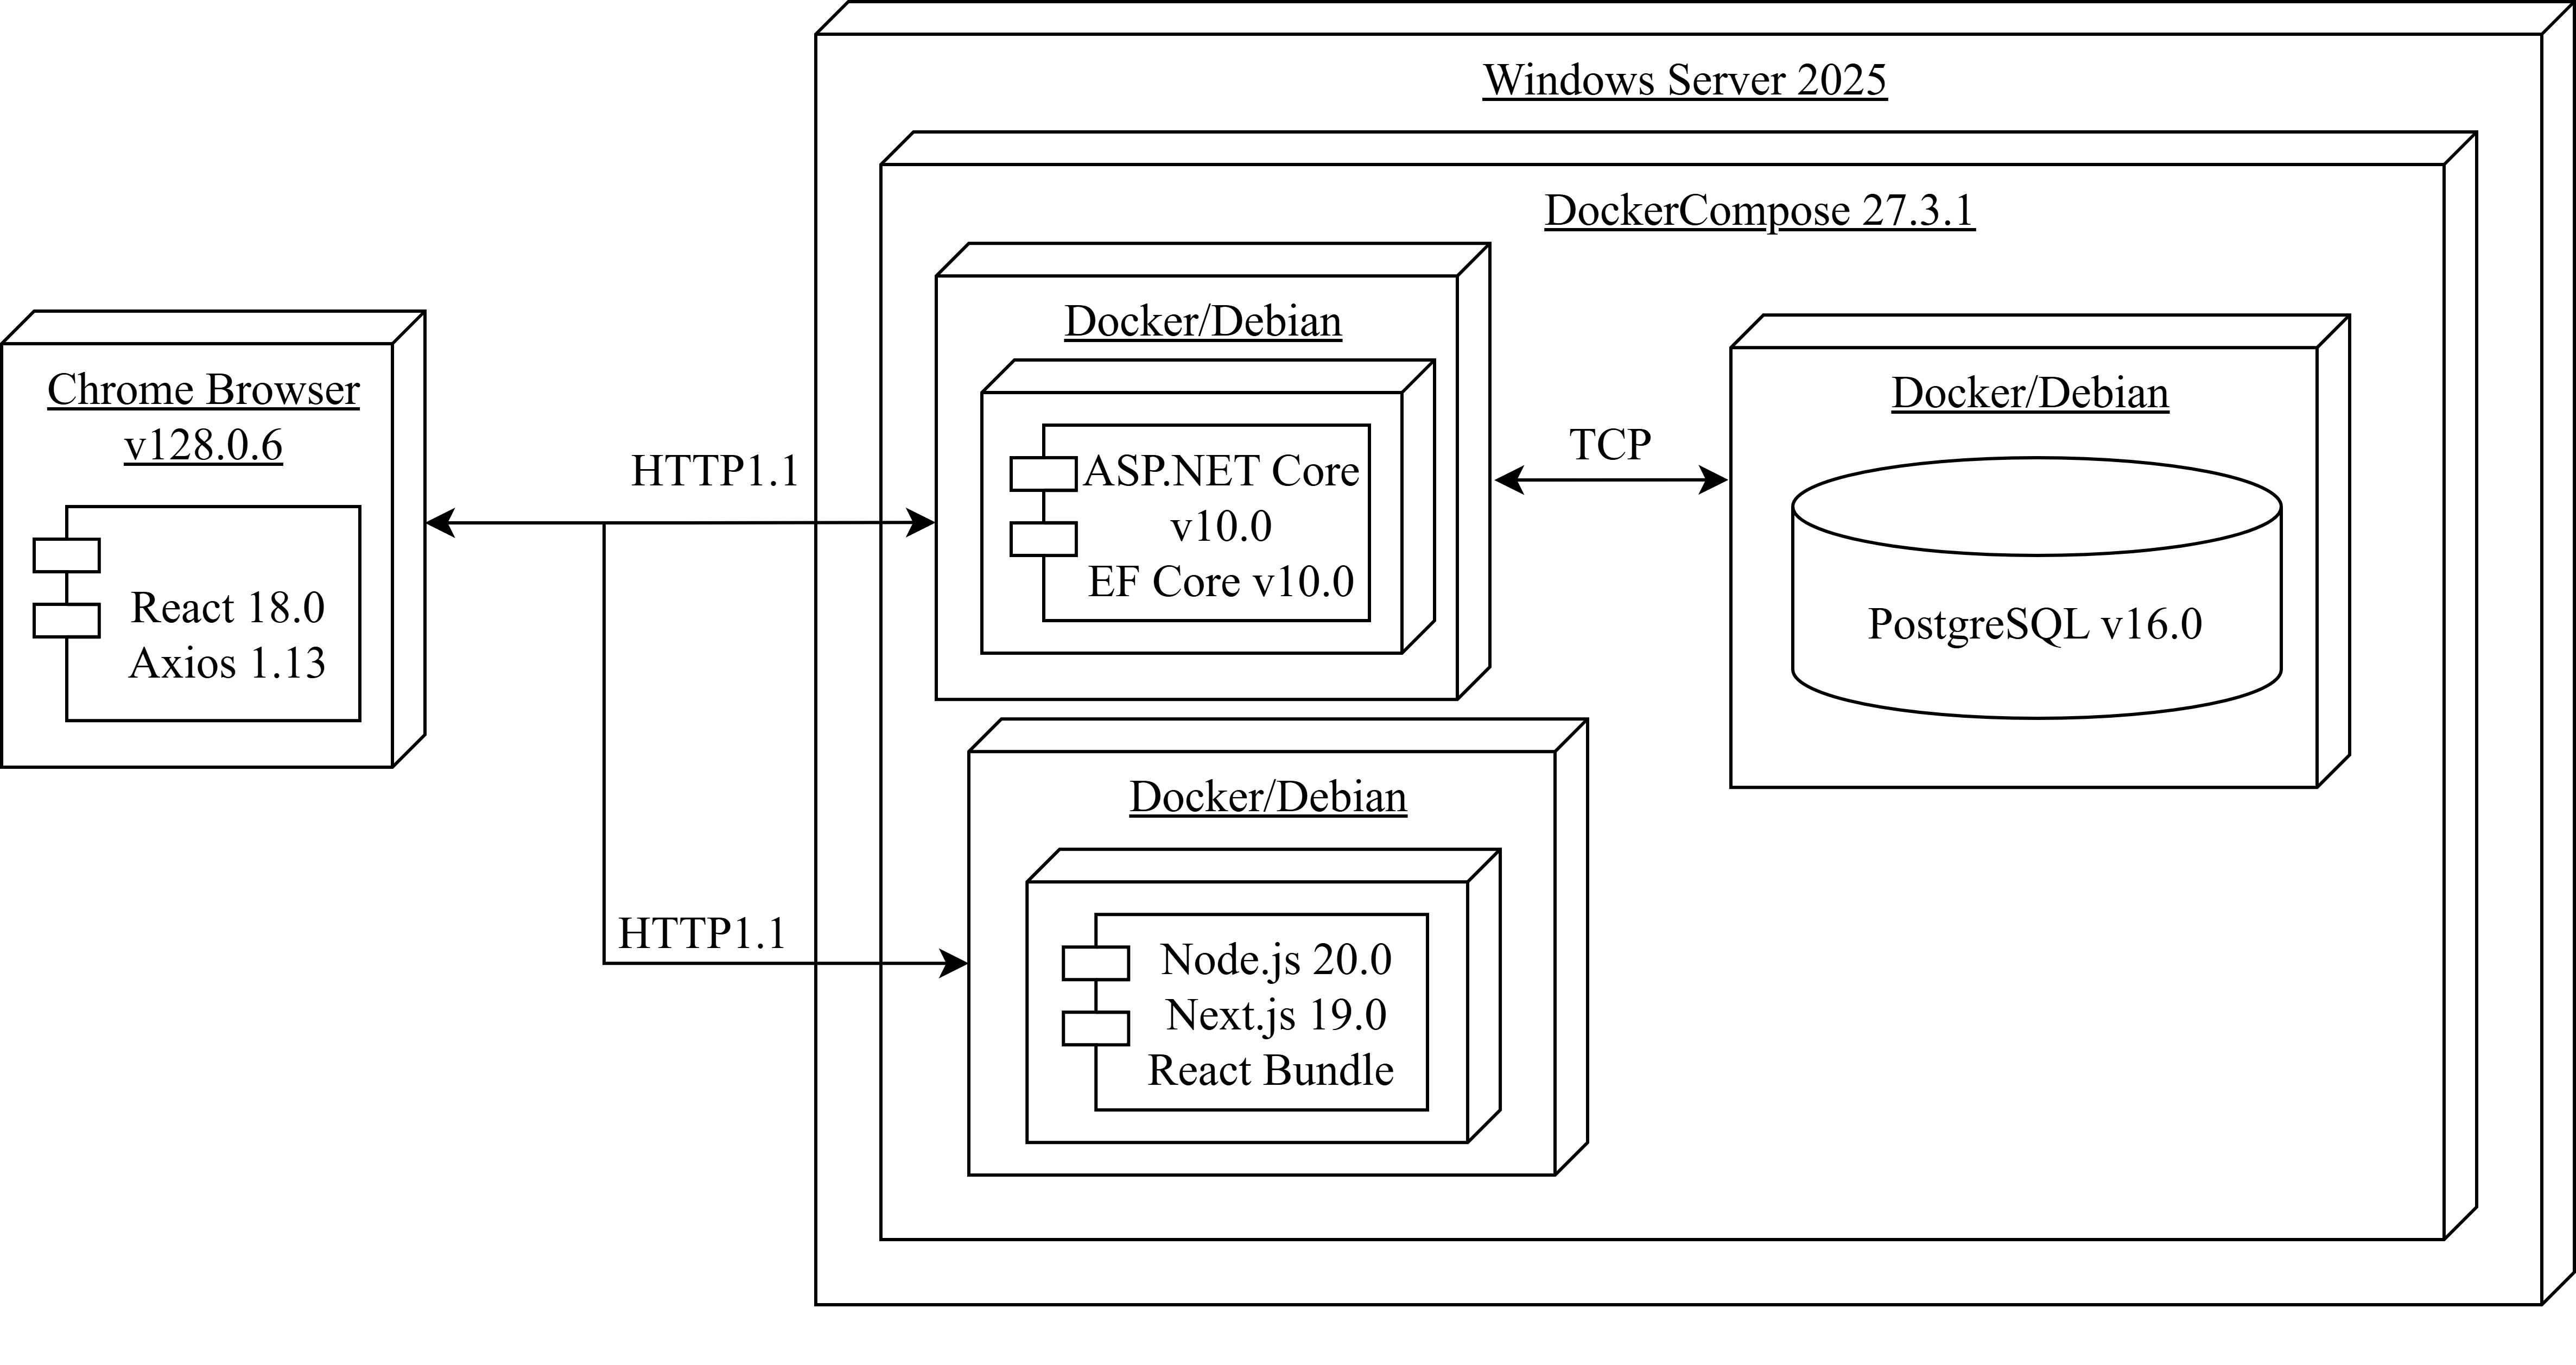 Windows Server 2025
DockerCompose 27.3.1
Docker/Debian
ASP.NET Core
v10.0
EF Core v10.0
TCP
Docker/Debian
PostgreSQL v16.0
Chrome Browser
v128.0.6
React 18.0
Axios 1.13
HTTP1.1
HTTP1.1
Docker/Debian
Node.js 20.0
Next.js 19.0
React Bundle